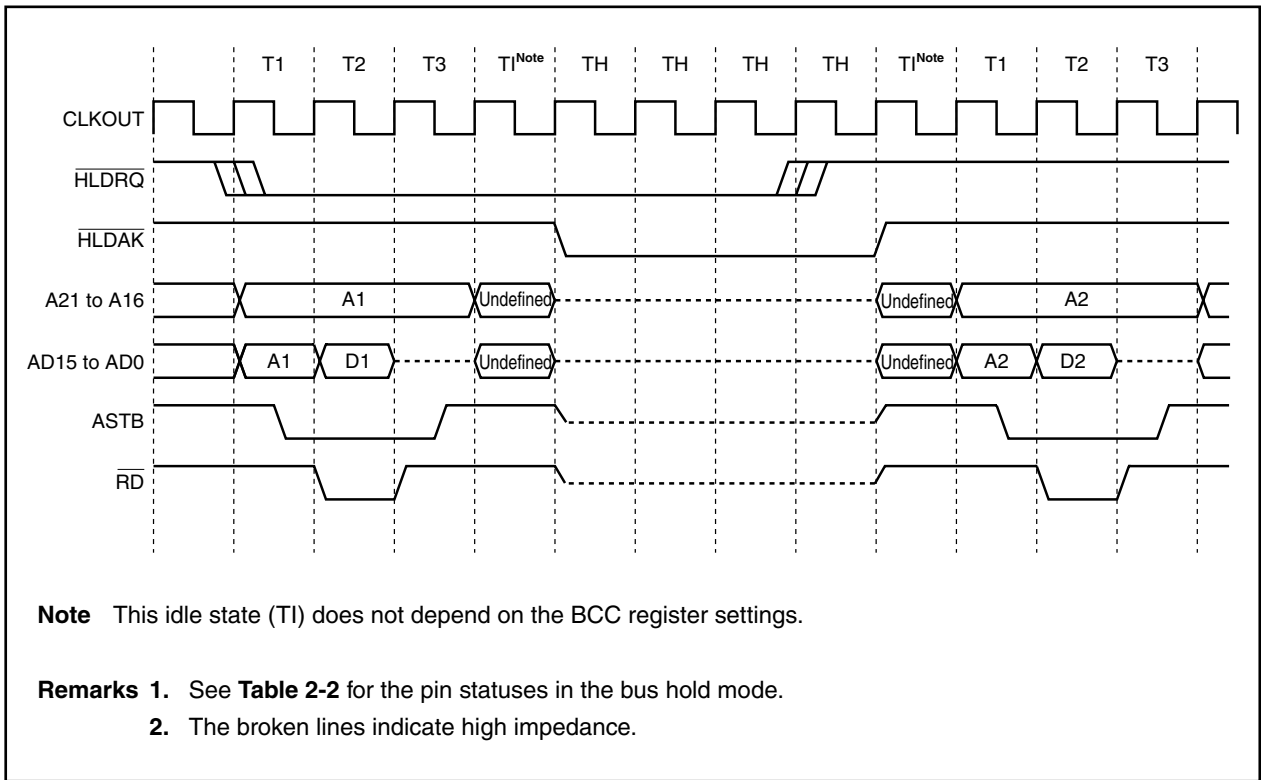 T1 T2 T3 TINote TH TH TH TH TINote T1 T2 T3
CLKOUT
HLDRQ
HLDAK
A21 to A16 A1 Undefined Undefined A2
AD15 to AD0 A1 D1 Undefined Undefined A2 D2
ASTB
RD
Note This idle state (TI) does not depend on the BCC register settings.
Remarks 1. See Table 2-2 for the pin statuses in the bus hold mode.
2. The broken lines indicate high impedance.